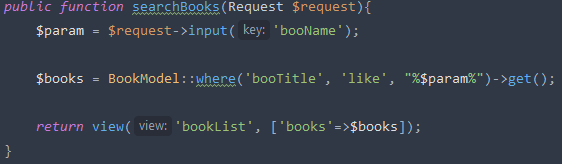 public function searchBooks(Request $request){
$param = $request->input( key: 'booName');
$books = BookModel::where('booTitle', 'like', "%$param%")->get();
return view( view: 'bookList', ['books'=>$books]);
}